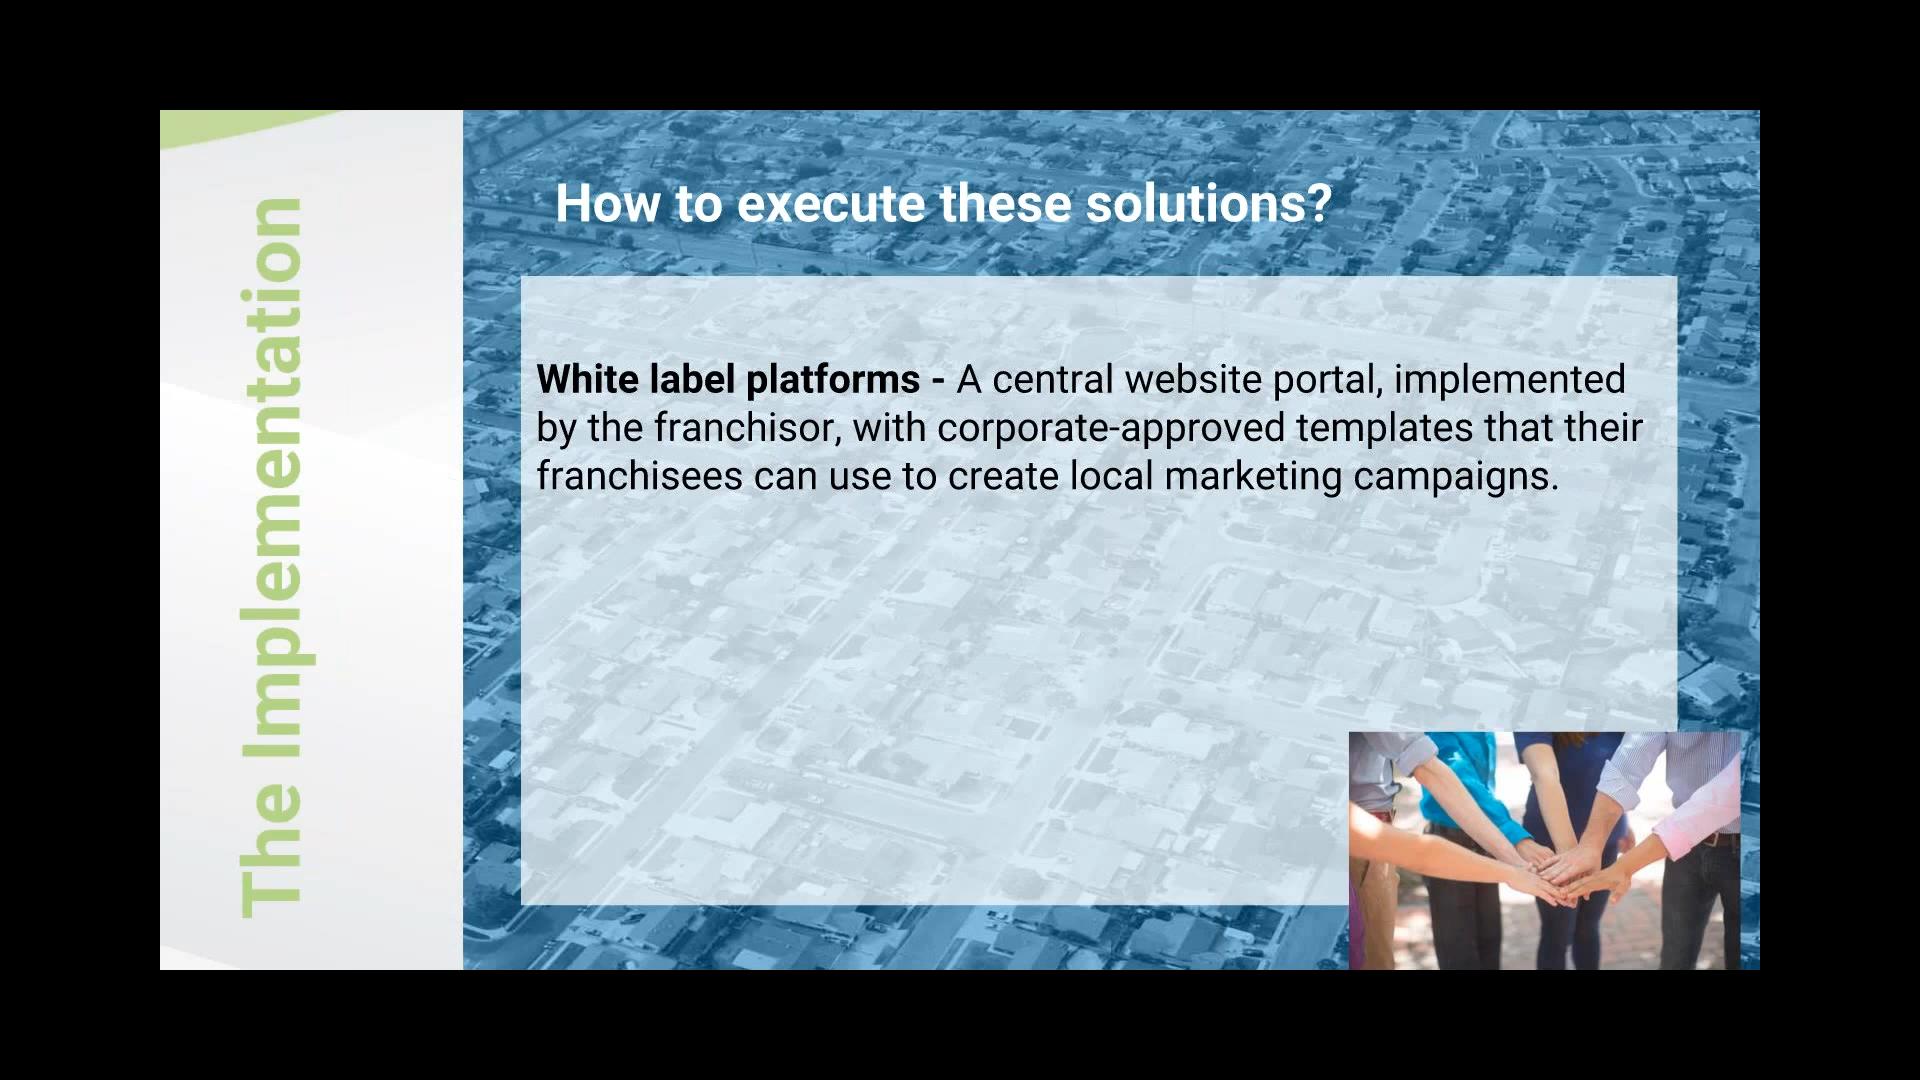 The Implementation
How to execute these solutions?
White label platforms - A central website portal, implemented
by the franchisor, with corporate-approved templates that their
franchisees can use to create local marketing campaigns.